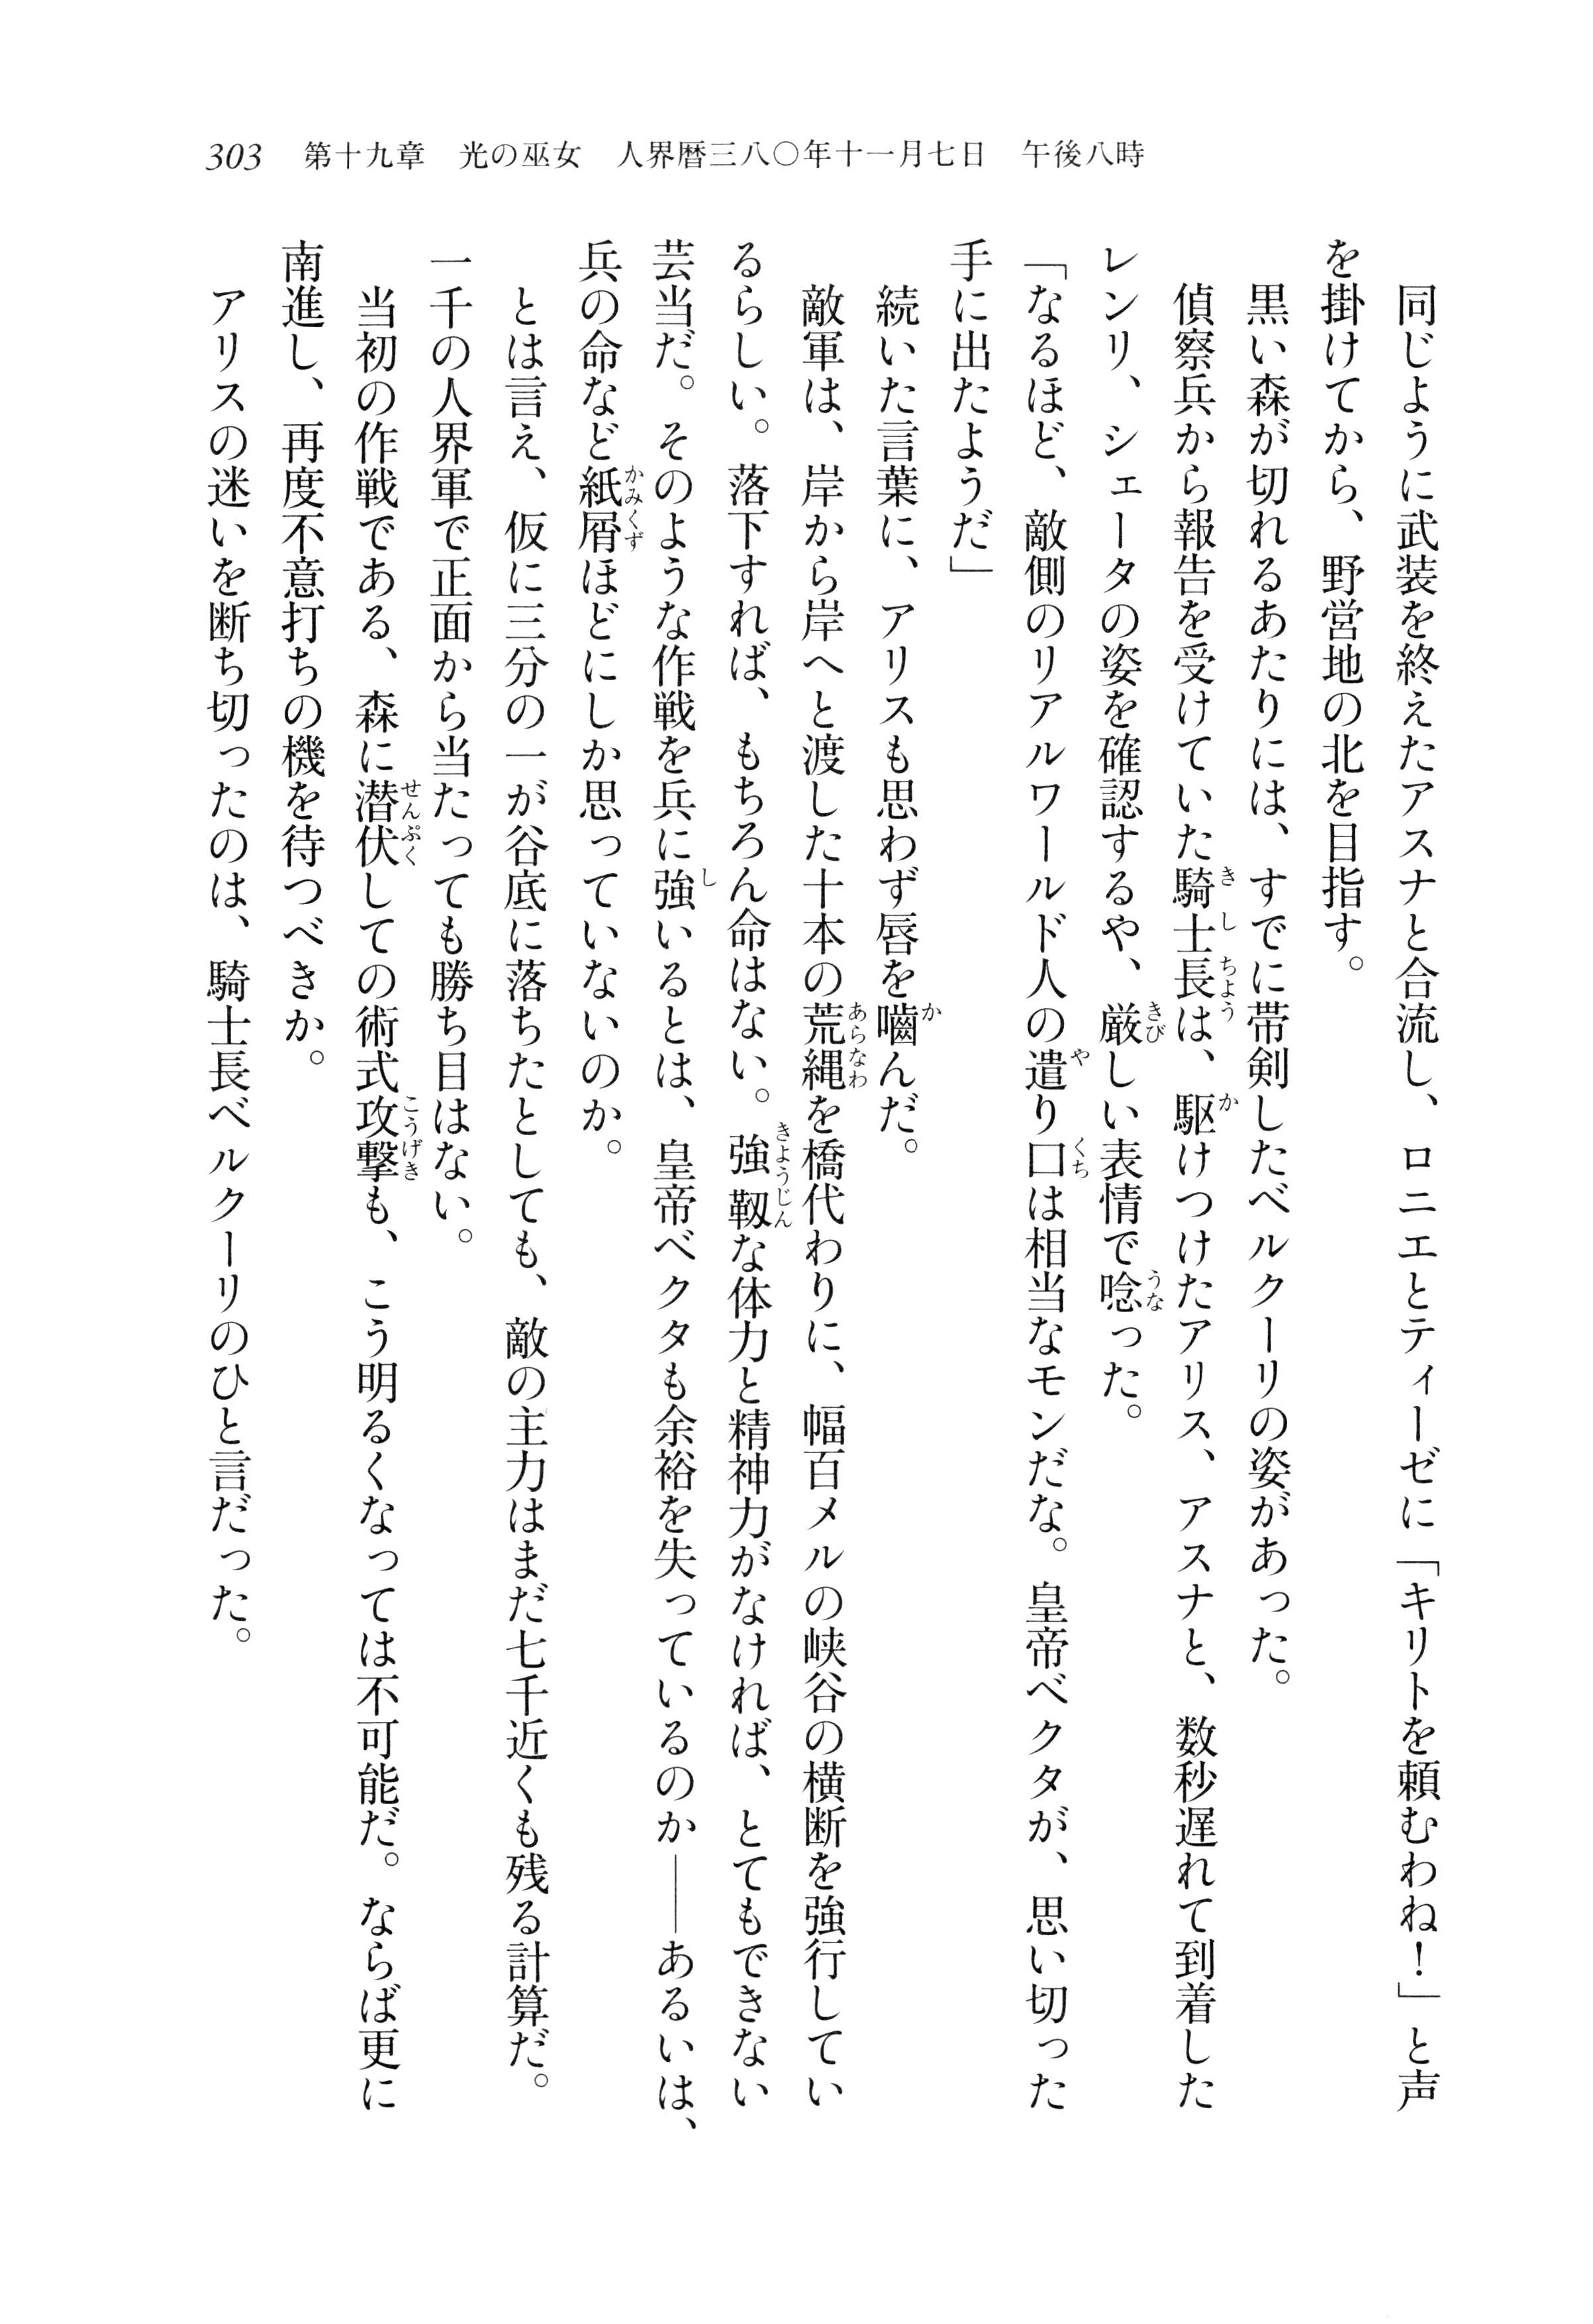 303　第十九章　光の巫女　人界暦三八〇年十一月七日　午後八時
　同じように武装を終えたアスナと合流し、ロニエとティーゼに「キリトを頼むわね！」と声
を掛けてから、野営地の北を目指す。
　黒い森が切れるあたりには、すでに帯剣したベルクーリの姿があった。
　偵察兵から報告を受けていた騎士長は、駆けつけたアリス、アスナと、数秒遅れて到着した
レンリ、シェータの姿を確認するや、厳しい表情で唸った。
「なるほど、敵側のリアルワールド人の遣り口は相当なモンだな。皇帝ベクタが、思い切った
手に出たようだ」
　続いた言葉に、アリスも思わず唇を嚙んだ。
　敵軍は、岸から岸へと渡した十本の荒縄を橋代わりに、幅百メルの峡谷の横断を強行してい
るらしい。落下すれば、もちろん命はない。強靱な体力と精神力がなければ、とてもできない
芸当だ。そのような作戦を兵に強いるとは、皇帝ベクタも余裕を失っているのか――あるいは、
兵の命など紙屑ほどにしか思っていないのか。
　とは言え、仮に三分の一が谷底に落ちたとしても、敵の主力はまだ七千近くも残る計算だ。
一千の人界軍で正面から当たっても勝ち目はない。
　当初の作戦である、森に潜伏しての術式攻撃も、こう明るくなっては不可能だ。ならば更に
南進し、再度不意打ちの機を待つべきか。
　アリスの迷いを断ち切ったのは、騎士長ベルクーリのひと言だった。